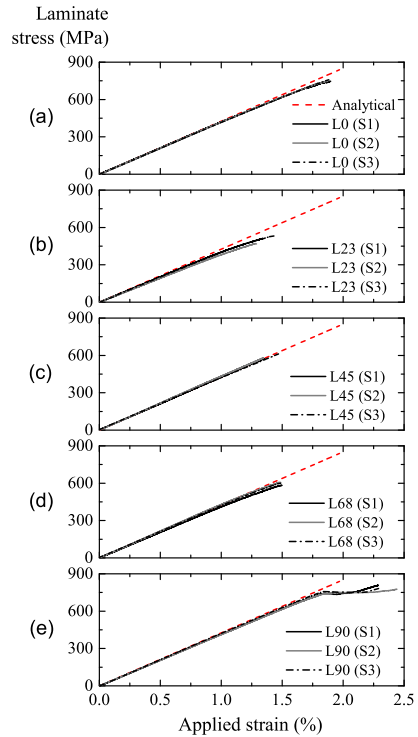 Laminate
stress (MPa)
900
600
300
0
(a)
Analytical
L0 (S1)
L0 (S2)
L0 (S3)
900
600
300
0
(b)
L23 (S1)
L23 (S2)
L23 (S3)
900
600
300
0
(c)
L45 (S1)
L45 (S2)
L45 (S3)
900
600
300
0
(d)
L68 (S1)
L68 (S2)
L68 (S3)
900
600
300
0
(e)
L90 (S1)
L90 (S2)
L90 (S3)
0.0 0.5 1.0 1.5 2.0 2.5
Applied strain (%)